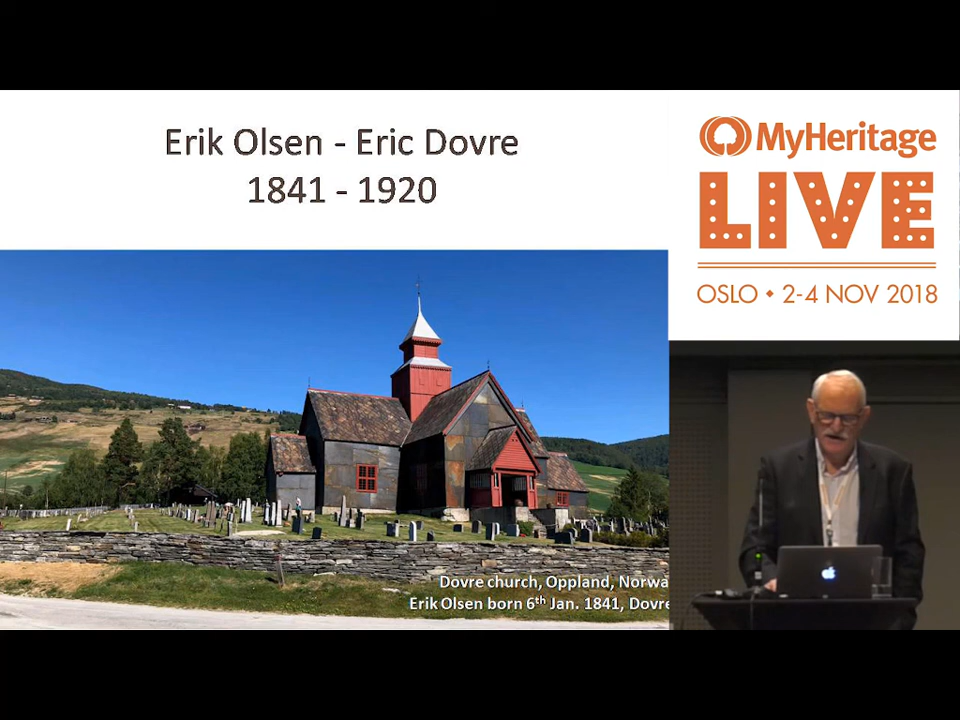 Erik Olsen - Eric Dovre
1841 - 1920
MyHeritage
LIVE
OSLO • 2-4 NOV 2018
Dovre church, Oppland, Norwa
Erik Olsen born 6th Jan. 1841, Dovre